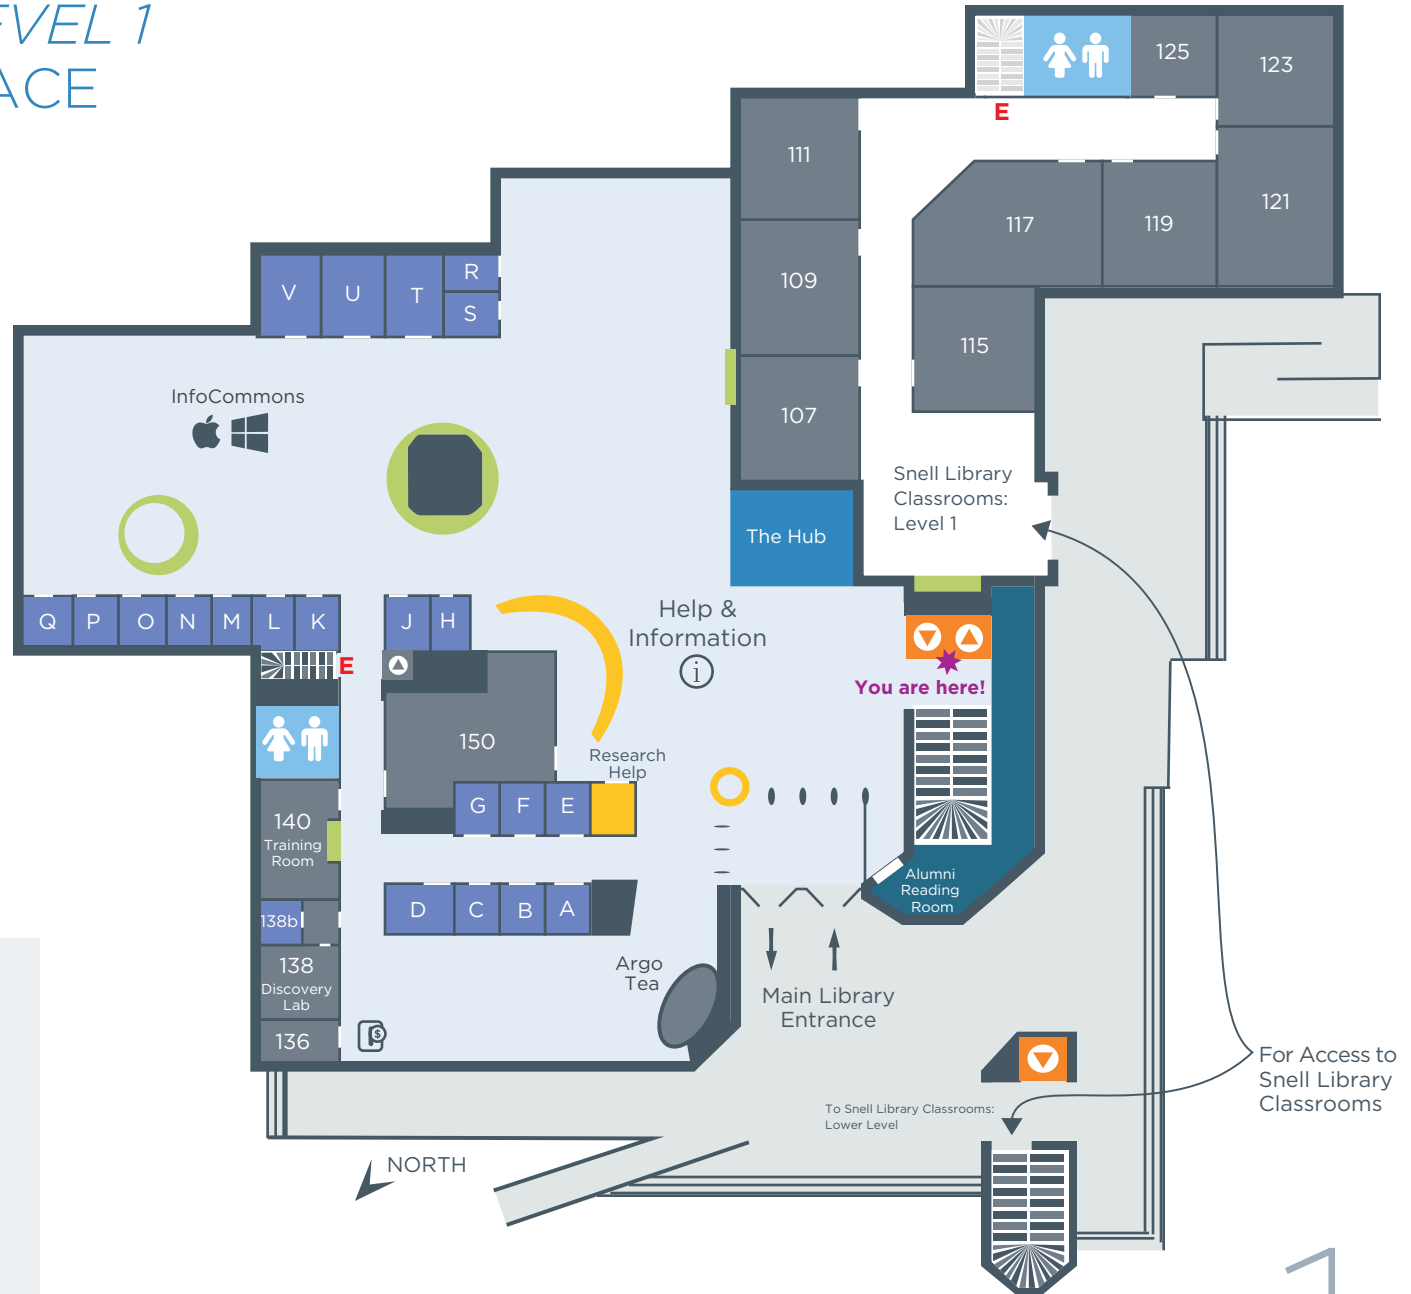 EVEL 1
ACE
125
123
E
111
121
117
119
109
R
V
U
T
S
115
InfoCommons
107
Snell Library
Classrooms:
Level 1
The Hub
Q
P
O
N
M
L
K
J
H
Help &
Information
i
E
You are here!
150
Research
Help
G
F
E
140
Training
Room
Alumni
Reading
Room
D
C
B
A
138b
138
Discovery
Lab
Argo
Tea
Main Library
Entrance
136
$
For Access to
Snell Library
Classrooms
To Snell Library Classrooms:
Lower Level
NORTH
1